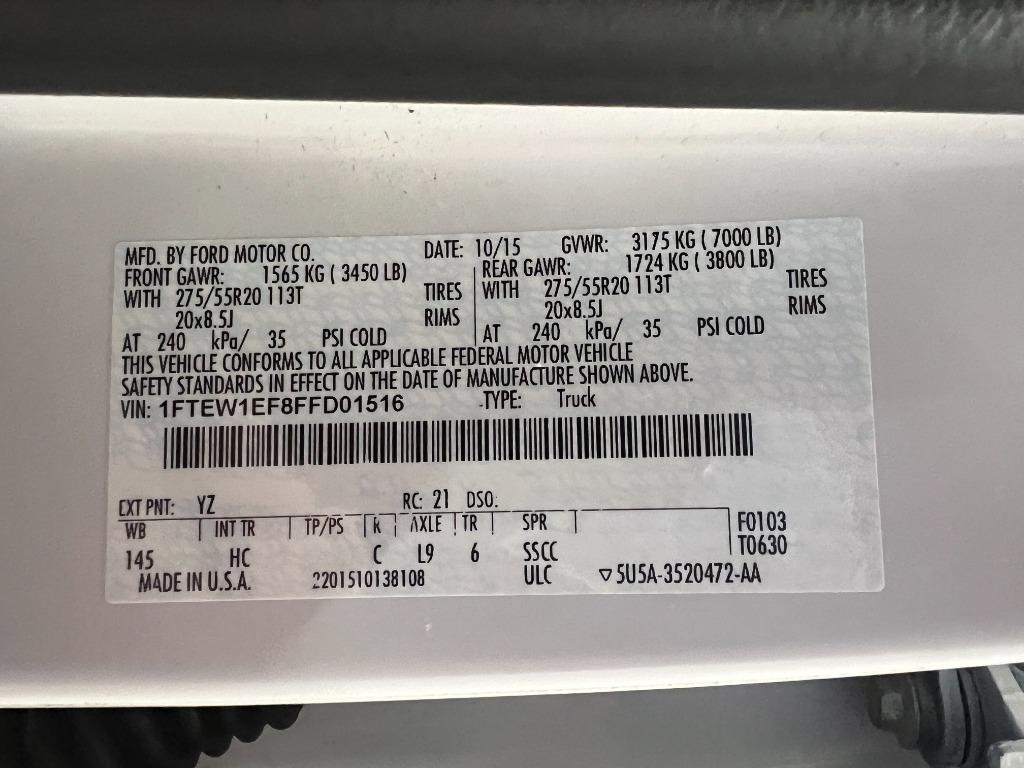 MFD. BY FORD MOTOR CO. DATE: 10/15 GVWR: 3175 KG ( 7000 LB)
FRONT GAWR: 1565 KG ( 3450 LB) REAR GAWR: 1724 KG ( 3800 LB)
WITH 275/55R20 113T TIRES WITH 275/55R20 113T TIRES
20x8.5J RIMS 20x8.5J RIMS
AT 240 kPa/ 35 PSI COLD AT 240 kPa/ 35 PSI COLD
THIS VEHICLE CONFORMS TO ALL APPLICABLE FEDERAL MOTOR VEHICLE
SAFETY STANDARDS IN EFFECT ON THE DATE OF MANUFACTURE SHOWN ABOVE.
VIN: 1FTEW1EF8FFD01516 TYPE: Truck
EXT PNT: YZ RC: 21 DSO:
WB INT TR TP/PS R AXLE TR SPR F0103
145 HC C L9 6 SSCC T0630
MADE IN U.S.A. 2201510138108 ULC ▽5U5A-3520472-AA